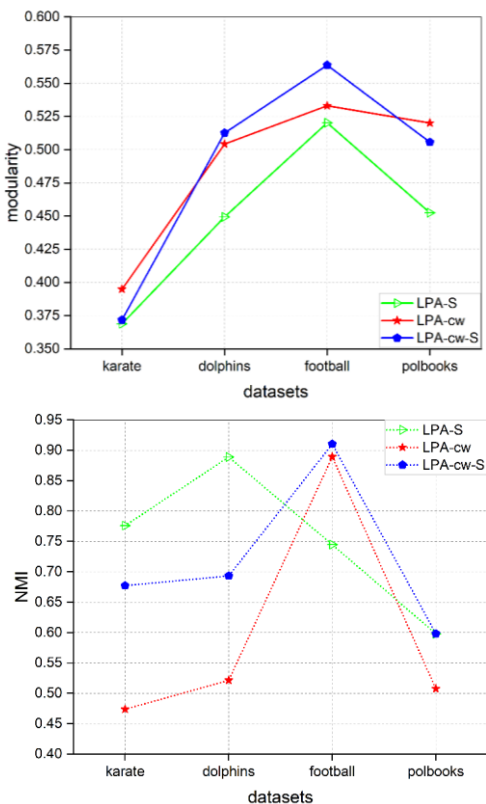 0.600
0.575
0.550
0.525
0.500
0.475
0.450
0.425
0.400
0.375
0.350
modularity
LPA-S
LPA-cw
LPA-cw-S
karate dolphins football polbooks
datasets
0.95
0.90
0.85
0.80
0.75
0.70
0.65
0.60
0.55
0.50
0.45
0.40
NMI
LPA-S
LPA-cw
LPA-cw-S
karate dolphins football polbooks
datasets